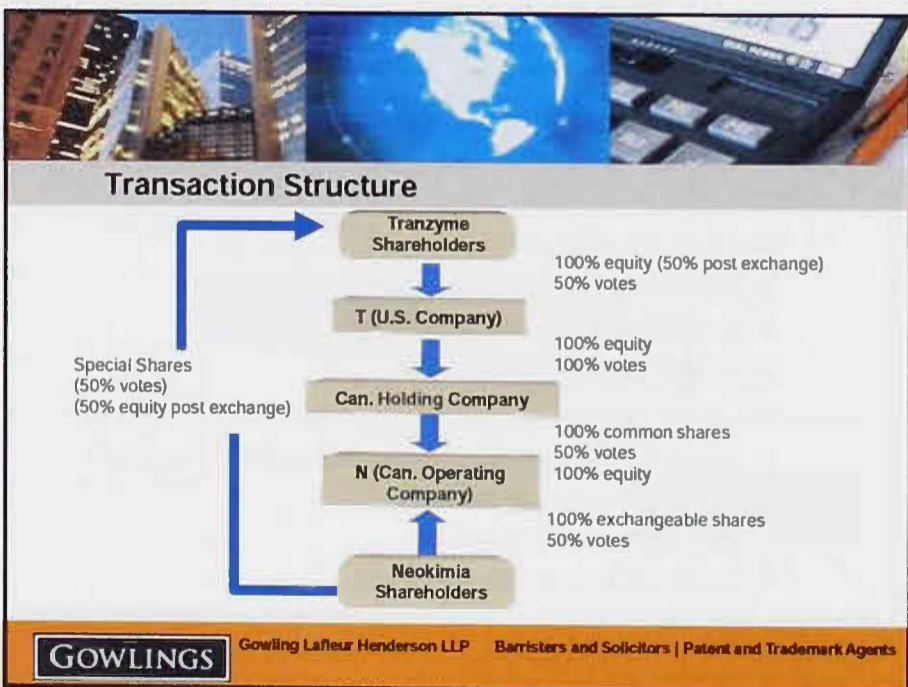 Transaction Structure
Tranzyme
Shareholders
100% equity (50% post exchange)
50% votes
T (U.S. Company)
100% equity
100% votes
Special Shares
(50% votes)
(50% equity post exchange)
Can. Holding Company
100% common shares
50% votes
100% equity
N (Can. Operating
Company)
100% exchangeable shares
50% votes
Neokimia
Shareholders
GOWLINGS
Gowling Lafleur Henderson LLP Barristers and Solicitors | Patent and Trademark Agents